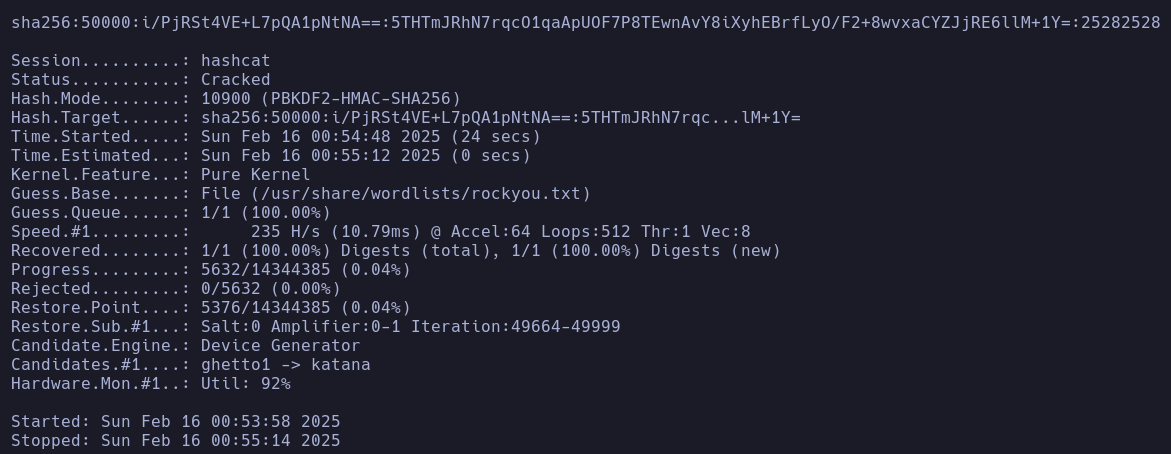 sha256:50000:i/PjRSt4VE+L7pQA1pNtNA==:5THTmJRhN7rqcO1qaApUOF7P8TEwnAvY8iXyhEBrfLyO/F2+8wvxaCYZJjRE6llM+1Y=:25282528
Session..........: hashcat
Status...........: Cracked
Hash.Mode........: 10900 (PBKDF2-HMAC-SHA256)
Hash.Target......: sha256:50000:i/PjRSt4VE+L7pQA1pNtNA==:5THTmJRhN7rqc...lM+1Y=
Time.Started.....: Sun Feb 16 00:54:48 2025 (24 secs)
Time.Estimated...: Sun Feb 16 00:55:12 2025 (0 secs)
Kernel.Feature...: Pure Kernel
Guess.Base.......: File (/usr/share/wordlists/rockyou.txt)
Guess.Queue......: 1/1 (100.00%)
Speed.#1.........:      235 H/s (10.79ms) @ Accel:64 Loops:512 Thr:1 Vec:8
Recovered........: 1/1 (100.00%) Digests (total), 1/1 (100.00%) Digests (new)
Progress.........: 5632/14344385 (0.04%)
Rejected.........: 0/5632 (0.00%)
Restore.Point....: 5376/14344385 (0.04%)
Restore.Sub.#1...: Salt:0 Amplifier:0-1 Iteration:49664-49999
Candidate.Engine.: Device Generator
Candidates.#1....: ghetto1 -> katana
Hardware.Mon.#1..: Util: 92%
Started: Sun Feb 16 00:53:58 2025
Stopped: Sun Feb 16 00:55:14 2025